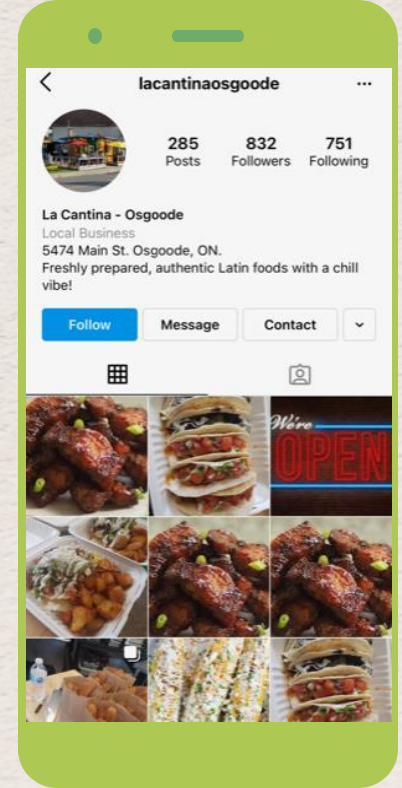 lacantinaosgoode ...
285 832 751
Posts Followers Following
La Cantina - Osgoode
Local Business
5474 Main St. Osgoode, ON.
Freshly prepared, authentic Latin foods with a chill
vibe!
Follow Message Contact
We're
OPEN